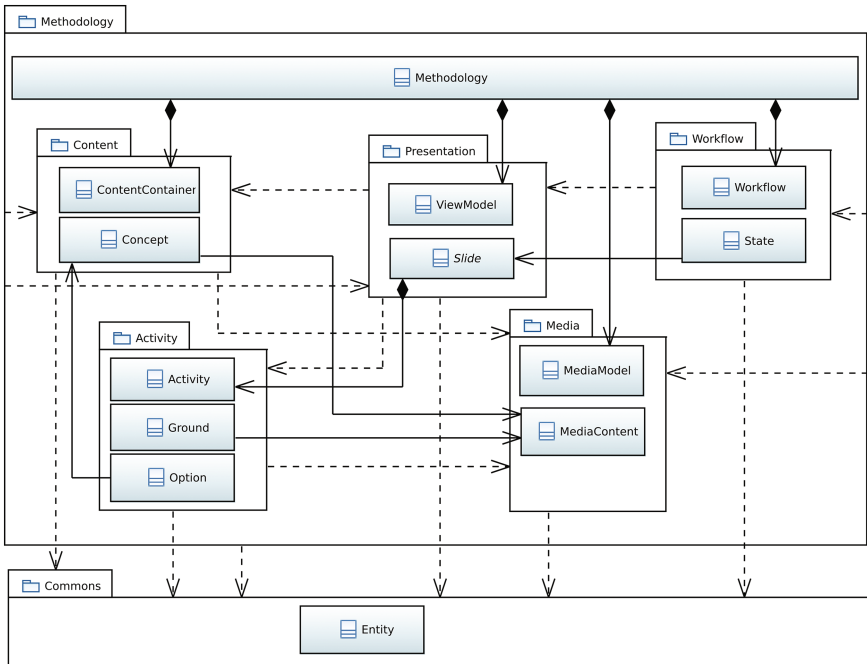 Methodology
Methodology
Content
Presentation
Workflow
ContentContainer
ViewModel
Workflow
Concept
Slide
State
Activity
Media
Activity
MediaModel
Ground
MediaContent
Option
Commons
Entity